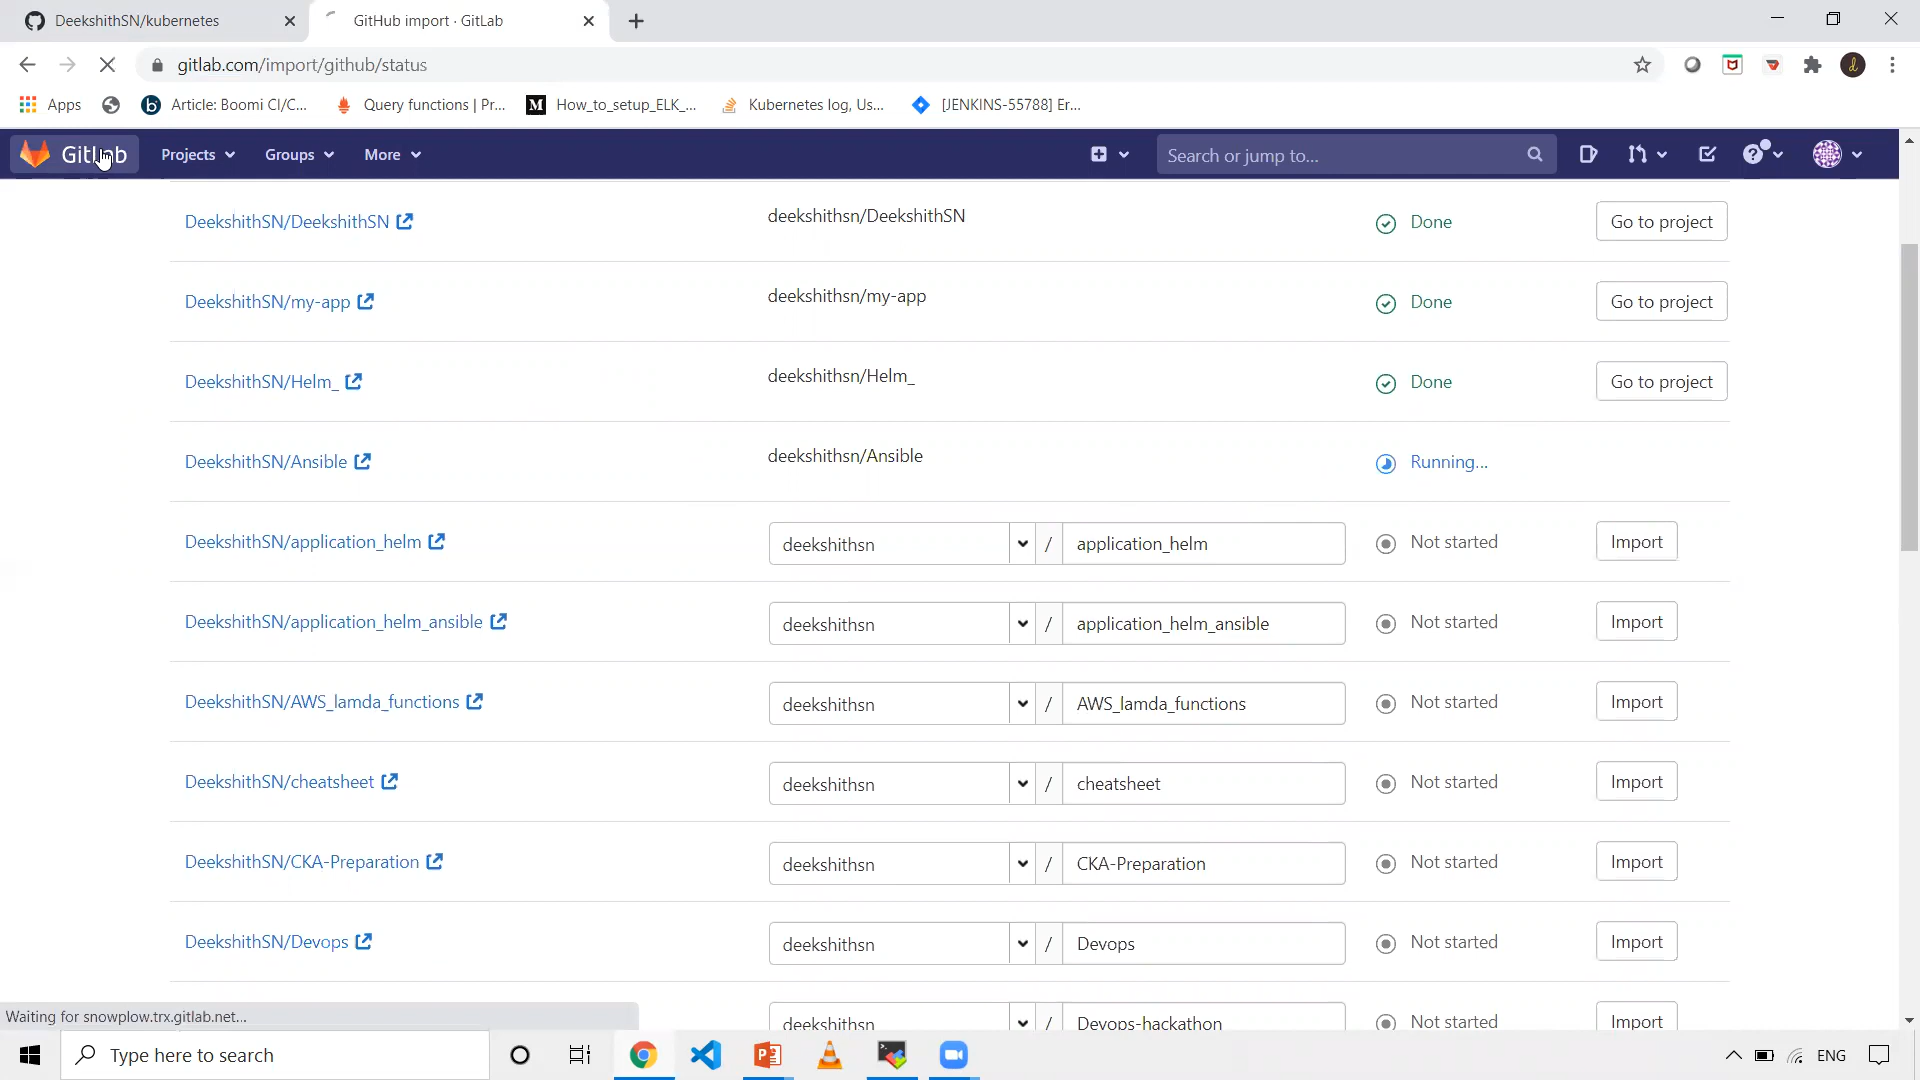 DeekshithSN/kubernetes
GitHub import · GitLab
gitlab.com/import/github/status
Apps
Article: Boomi CI/C...
Query functions | Pr...
How_to_setup_ELK_...
Kubernetes log, Us...
[JENKINS-55788] Er...
GitLab
Projects
Groups
More
Search or jump to...
DeekshithSN/DeekshithSN
deekshithsn/DeekshithSN
Done
Go to project
DeekshithSN/my-app
deekshithsn/my-app
Done
Go to project
DeekshithSN/Helm_
deekshithsn/Helm_
Done
Go to project
DeekshithSN/Ansible
deekshithsn/Ansible
Running...
DeekshithSN/application_helm
deekshithsn / application_helm
Not started
Import
DeekshithSN/application_helm_ansible
deekshithsn / application_helm_ansible
Not started
Import
DeekshithSN/AWS_lamda_functions
deekshithsn / AWS_lamda_functions
Not started
Import
DeekshithSN/cheatsheet
deekshithsn / cheatsheet
Not started
Import
DeekshithSN/CKA-Preparation
deekshithsn / CKA-Preparation
Not started
Import
DeekshithSN/Devops
deekshithsn / Devops
Not started
Import
deekshithsn / Devops-hackathon
Not started
Import
Waiting for snowplow.trx.gitlab.net...
Type here to search
ENG